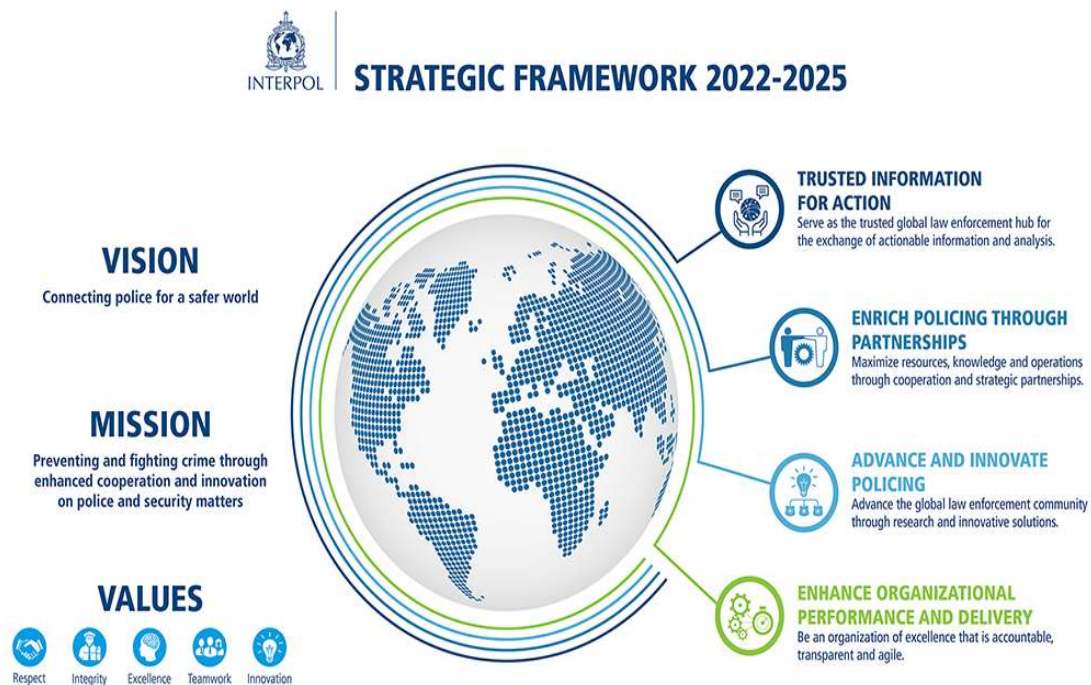 INTERPOL
STRATEGIC FRAMEWORK 2022-2025
VISION
Connecting police for a safer world
MISSION
Preventing and fighting crime through
enhanced cooperation and innovation
on police and security matters
VALUES
Respect
Integrity
Excellence
Teamwork
Innovation
TRUSTED INFORMATION
FOR ACTION
Serve as the trusted global law enforcement hub for
the exchange of actionable information and analysis.
ENRICH POLICING THROUGH
PARTNERSHIPS
Maximize resources, knowledge and operations
through cooperation and strategic partnerships.
ADVANCE AND INNOVATE
POLICING
Advance the global law enforcement community
through research and innovative solutions.
ENHANCE ORGANIZATIONAL
PERFORMANCE AND DELIVERY
Be an organization of excellence that is accountable,
transparent and agile.